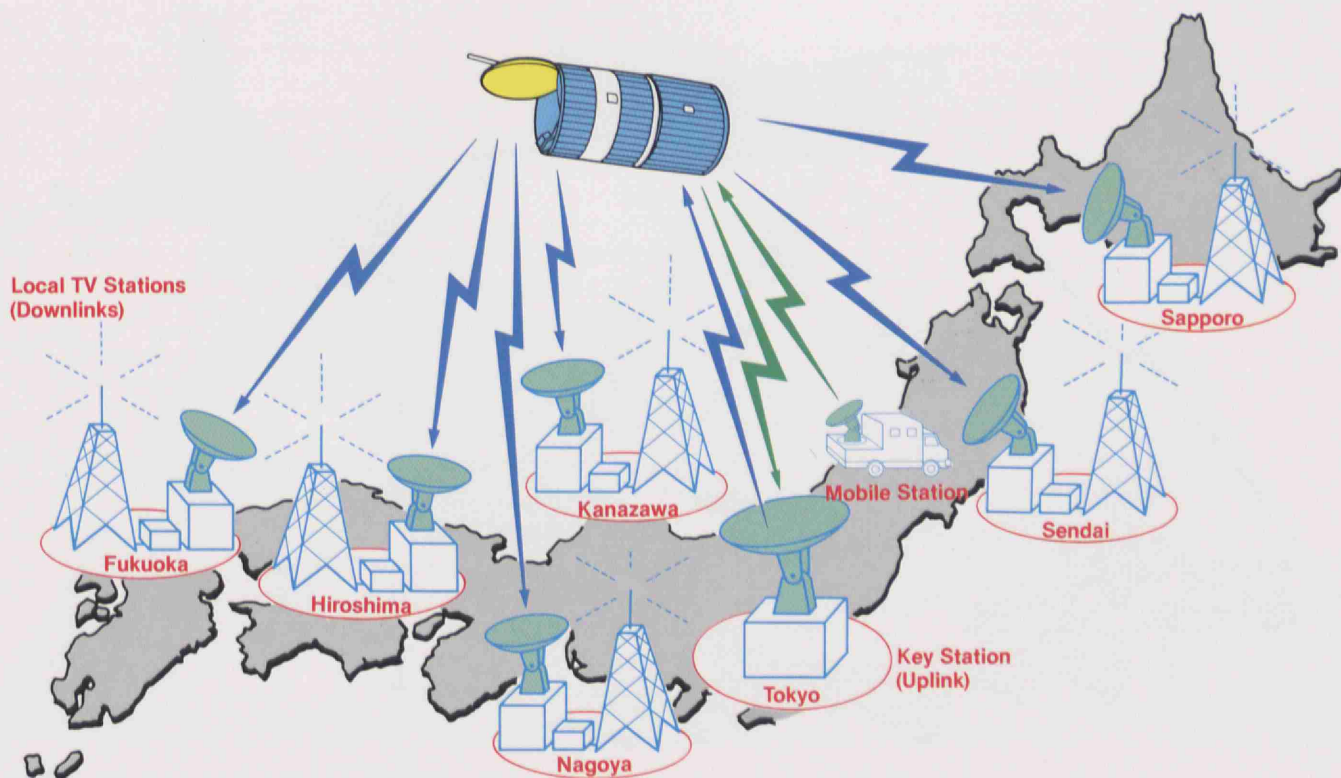 Local TV Stations
(Downlinks)
Sapporo
Kanazawa
Mobile Station
Sendai
Fukuoka
Hiroshima
Key Station
(Uplink)
Tokyo
Nagoya